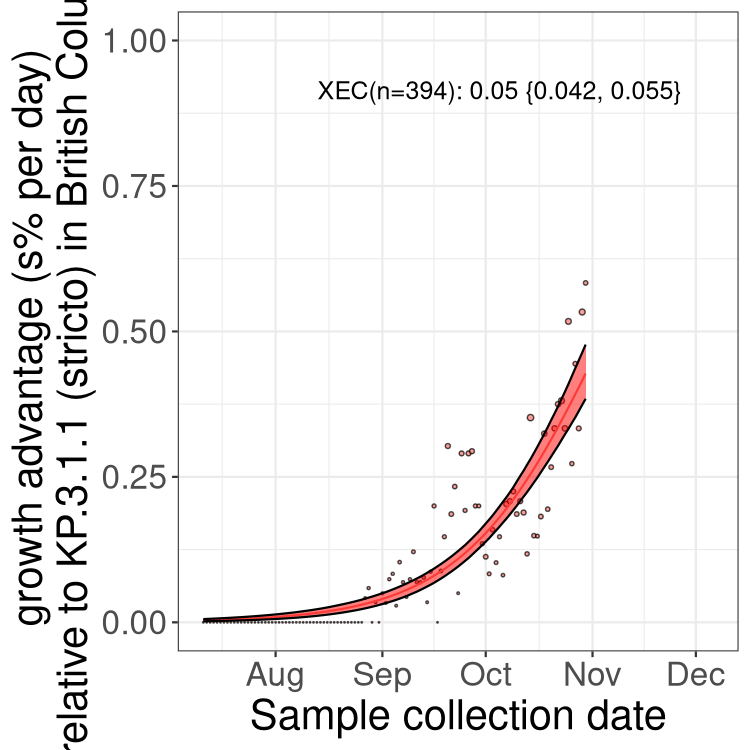 growth advantage (s% per day)
relative to KP.3.1.1 (stricto) in British Colu
1.00
0.75
0.50
0.25
0.00
XEC(n=394): 0.05 {0.042, 0.055}
Aug Sep Oct Nov Dec
Sample collection date